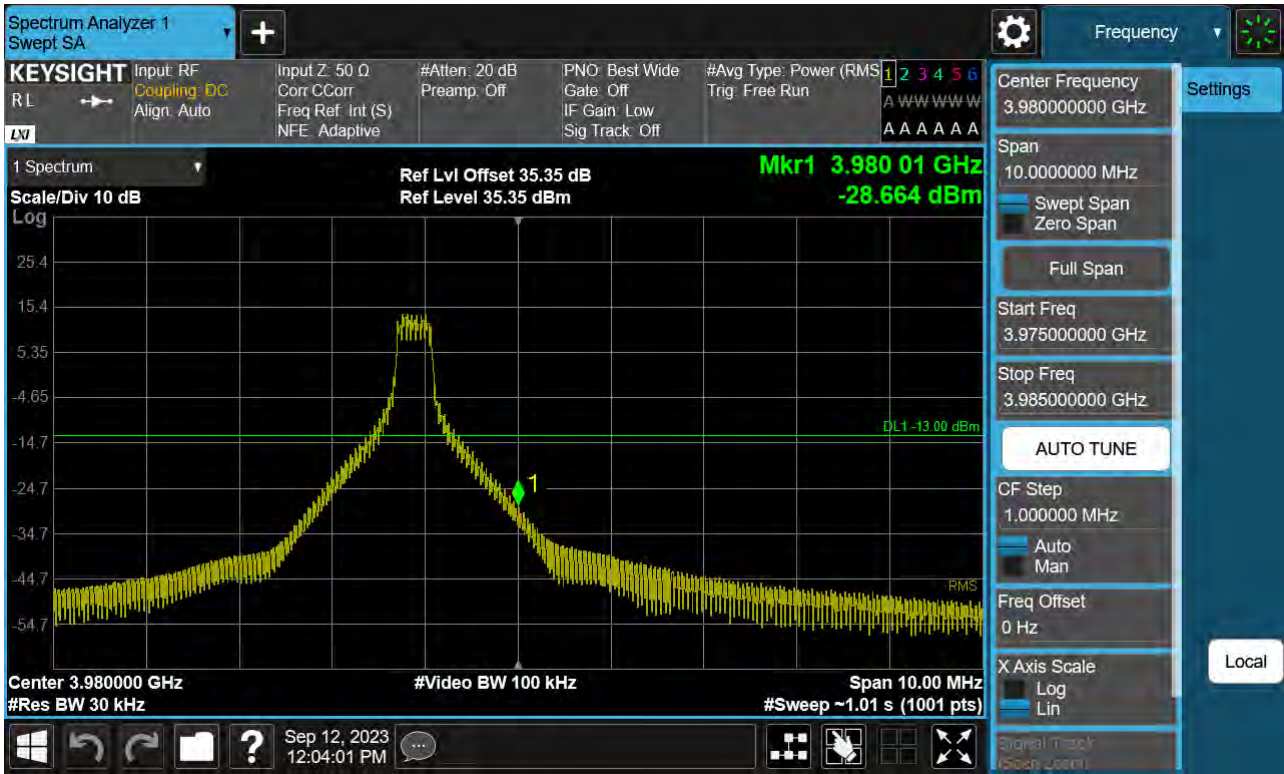 Spectrum Analyzer 1
Swept SA
+
Frequency
KEYSIGHT
RL
LXI
Input: RF
Coupling: DC
Align: Auto
Input Z: 50 Ω
Corr CCorr
Freq Ref: Int (S)
NFE: Adaptive
#Atten: 20 dB
Preamp: Off
PNO: Best Wide
Gate: Off
IF Gain: Low
Sig Track: Off
#Avg Type: Power (RMS
Trig: Free Run
1 2 3 4 5 6
A W W W W W
A A A A A A
1 Spectrum
Scale/Div 10 dB
Log
Ref Lvl Offset 35.35 dB
Ref Level 35.35 dBm
Mkr1 3.980 01 GHz
-28.664 dBm
25.4
15.4
5.35
-4.65
-14.7
-24.7
-34.7
-44.7
-54.7
DL1 -13.00 dBm
1
RMS
Center 3.980000 GHz
#Res BW 30 kHz
#Video BW 100 kHz
Span 10.00 MHz
#Sweep ~1.01 s (1001 pts)
Center Frequency
3.980000000 GHz
Settings
Span
10.0000000 MHz
Swept Span
Zero Span
Full Span
Start Freq
3.975000000 GHz
Stop Freq
3.985000000 GHz
AUTO TUNE
CF Step
1.000000 MHz
Auto
Man
Freq Offset
0 Hz
X Axis Scale
Log
Lin
Local
Signal Track
(Span Zoom)
?
Sep 12, 2023
12:04:01 PM